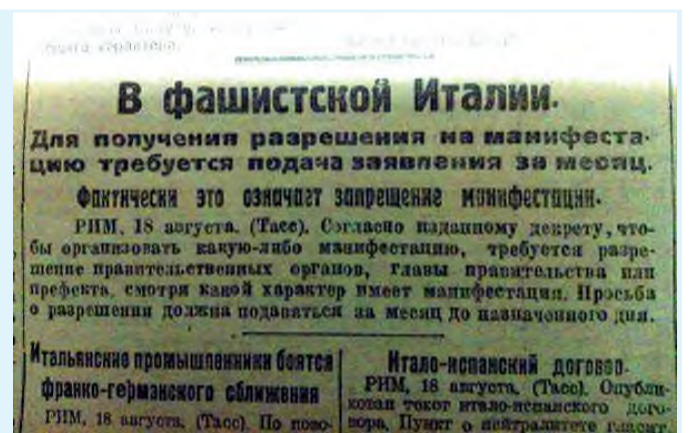 В фашистской Италии.
Для получения разрешения на манифеста-
цию требуется подача заявления за месяц.
Фактически это означает запрещение манифестации.
РИМ, 18 августа. (Тасс). Согласно изданному декрету, что-
бы организовать какую-либо манифестацию, требуется разре-
шение правительственных органов, главы правительства или
префекта, смотря какой характер имеет манифестация. Просьба
о разрешении должна подаваться за месяц до назначенного дня.
Итальянские промышленники боятся
франко-германского сближения
РИМ, 18 августа. (Тасс). По пово-
Итало-испанский договор.
РИМ, 18 августа. (Тасс). Опубли-
кован текст итало-испанского дого-
вора. Пункт о нейтралитете гласит,